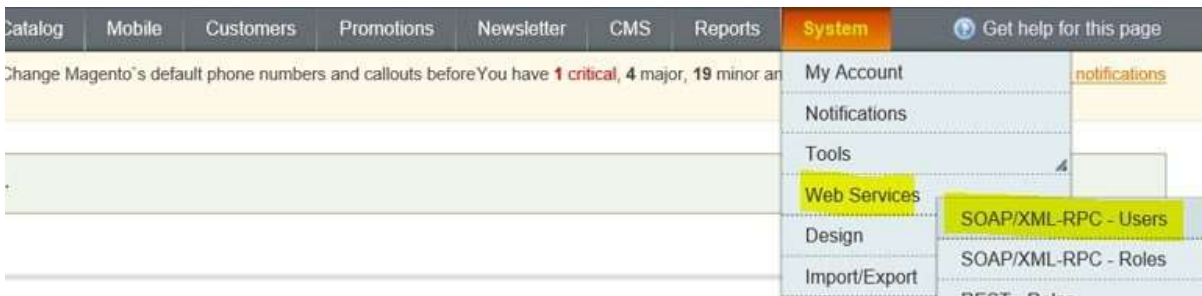 Catalog Mobile Customers Promotions Newsletter CMS Reports System Get help for this page
Change Magento`s default phone numbers and callouts beforeYou have 1 critical, 4 major, 19 minor an notifications
My Account
Notifications
Tools
Web Services
SOAP/XML-RPC - Users
Design
SOAP/XML-RPC - Roles
Import/Export